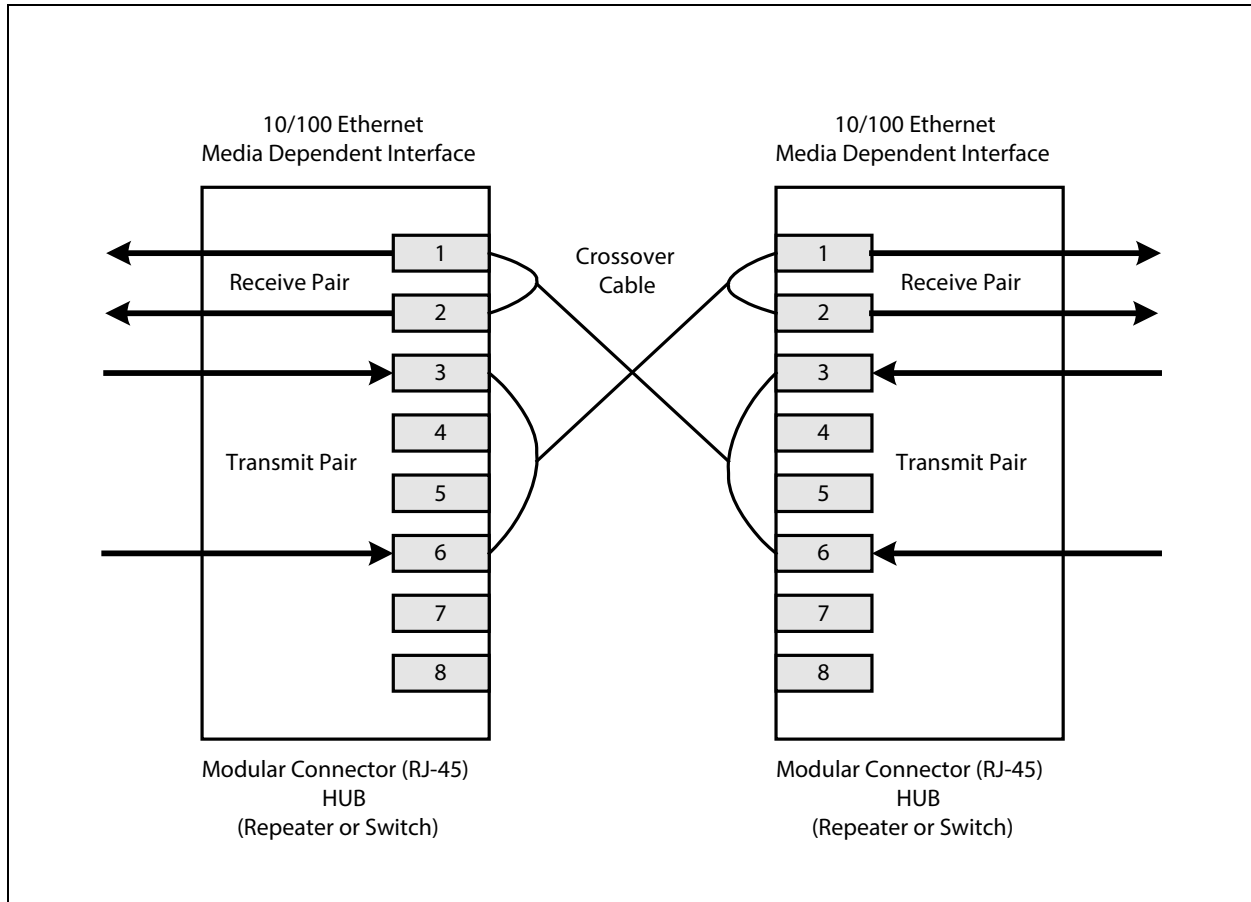 10/100 Ethernet
Media Dependent Interface
10/100 Ethernet
Media Dependent Interface
1
Receive Pair
2
3
4
Transmit Pair
5
6
7
8
Crossover
Cable
1
Receive Pair
2
3
4
Transmit Pair
5
6
7
8
Modular Connector (RJ-45)
HUB
(Repeater or Switch)
Modular Connector (RJ-45)
HUB
(Repeater or Switch)